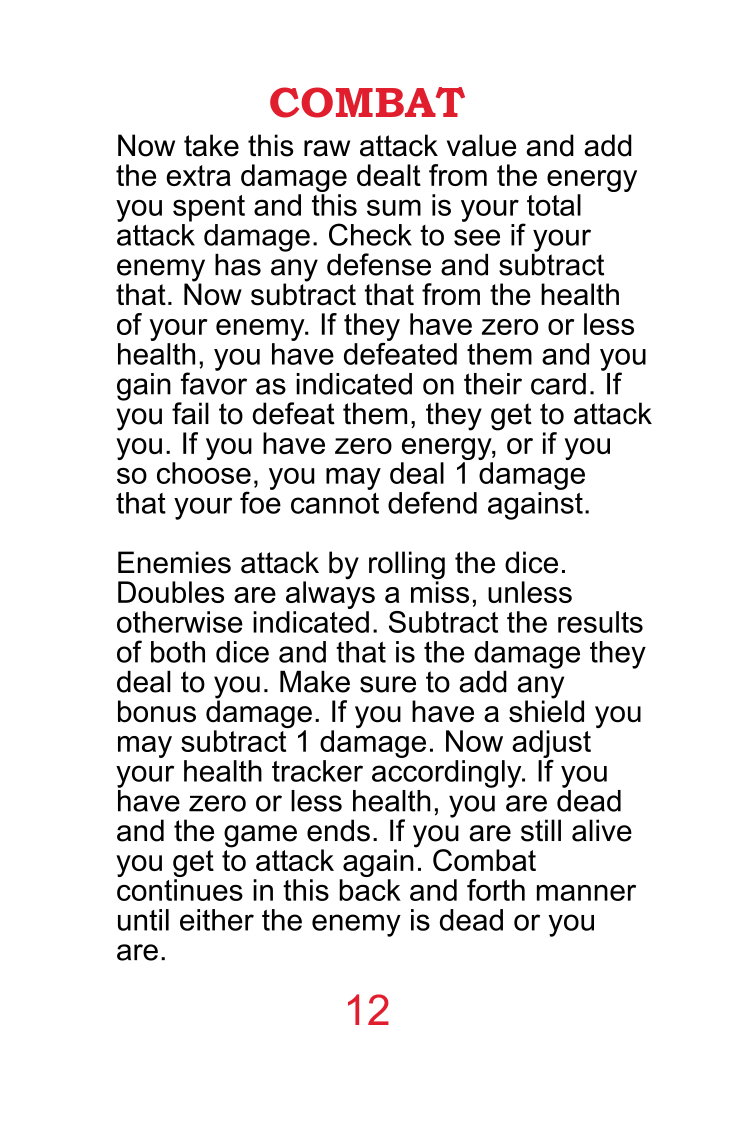 COMBAT
Now take this raw attack value and add
the extra damage dealt from the energy
you spent and this sum is your total
attack damage. Check to see if your
enemy has any defense and subtract
that. Now subtract that from the health
of your enemy. If they have zero or less
health, you have defeated them and you
gain favor as indicated on their card. If
you fail to defeat them, they get to attack
you. If you have zero energy, or if you
so choose, you may deal 1 damage
that your foe cannot defend against.
Enemies attack by rolling the dice.
Doubles are always a miss, unless
otherwise indicated. Subtract the results
of both dice and that is the damage they
deal to you. Make sure to add any
bonus damage. If you have a shield you
may subtract 1 damage. Now adjust
your health tracker accordingly. If you
have zero or less health, you are dead
and the game ends. If you are still alive
you get to attack again. Combat
continues in this back and forth manner
until either the enemy is dead or you
are.
12